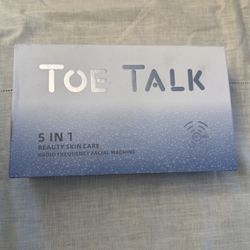 TOE TALK
5 IN 1
BEAUTY SKIN CARE
RADIO FREQUENCY FACIAL MACHINE